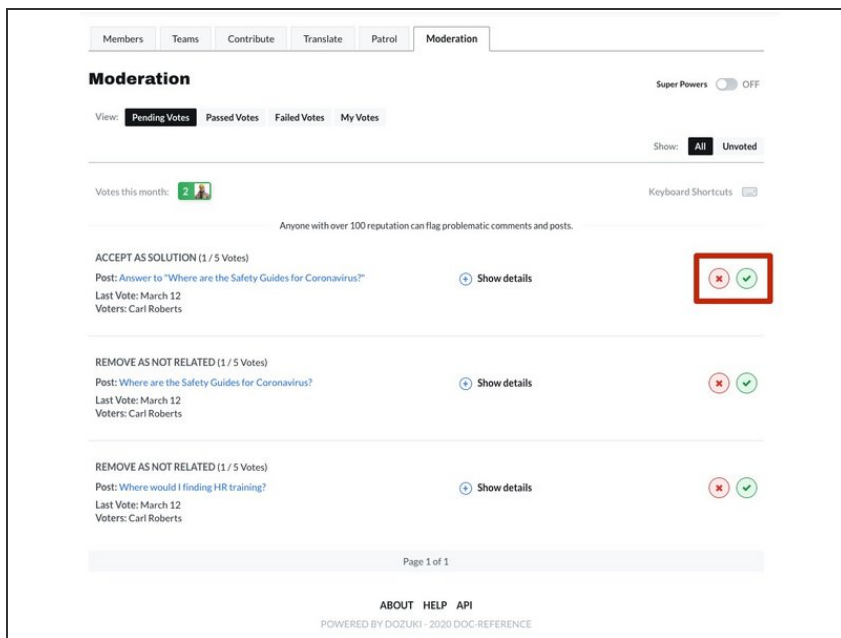 Members Teams Contribute Translate Patrol Moderation
Moderation
Super Powers OFF
View: Pending Votes Passed Votes Failed Votes My Votes
Show: All Unvoted
Votes this month: 2
Keyboard Shortcuts
Anyone with over 100 reputation can flag problematic comments and posts.
ACCEPT AS SOLUTION (1 / 5 Votes)
Post: Answer to "Where are the Safety Guides for Coronavirus?"
Show details
Last Vote: March 12
Voters: Carl Roberts
REMOVE AS NOT RELATED (1 / 5 Votes)
Post: Where are the Safety Guides for Coronavirus?
Show details
Last Vote: March 12
Voters: Carl Roberts
REMOVE AS NOT RELATED (1 / 5 Votes)
Post: Where would I finding HR training?
Show details
Last Vote: March 12
Voters: Carl Roberts
Page 1 of 1
ABOUT HELP API
POWERED BY DOZUKI - 2020 DOC-REFERENCE